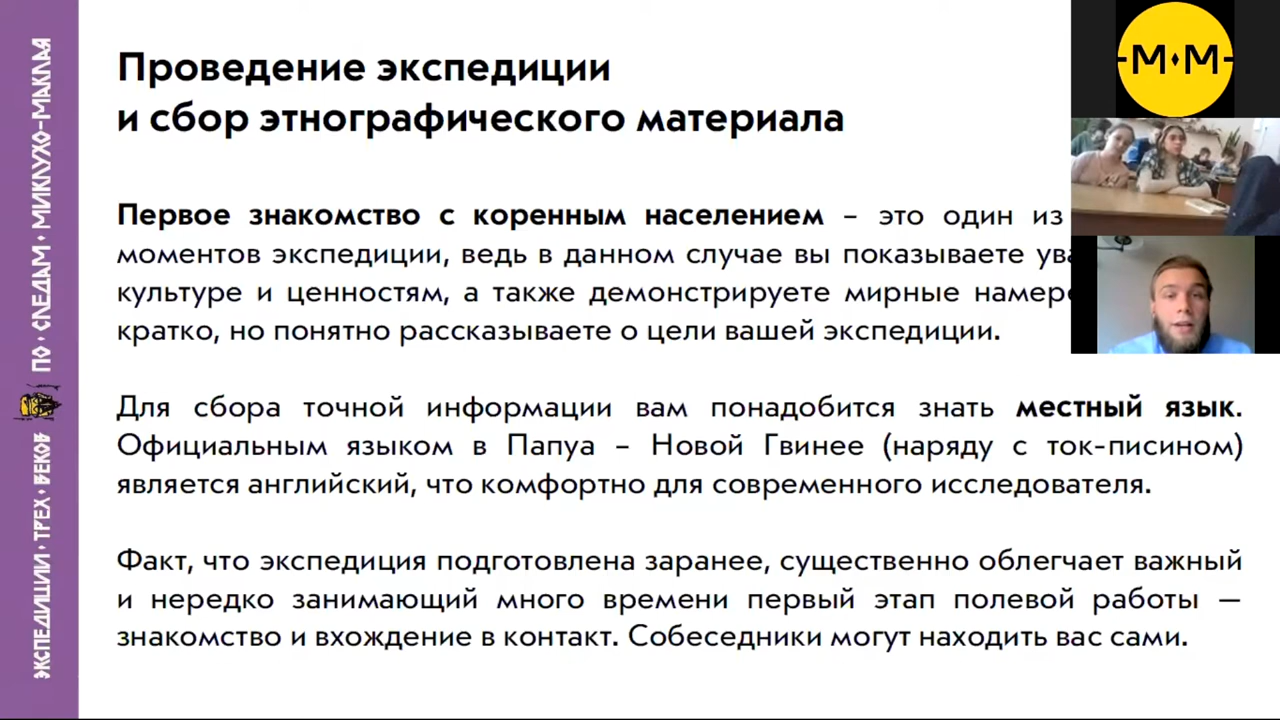 Проведение экспедиции
и сбор этнографического материала
Первое знакомство с коренным населением – это один из
моментов экспедиции, ведь в данном случае вы показываете
культуре и ценностям, а также демонстрируете мирные
кратко, но понятно рассказываете о цели вашей экспедиции.
Для сбора точной информации вам понадобится знать местный язык.
Официальным языком в Папуа – Новой Гвинее (наряду с ток-писином)
является английский, что комфортно для современного исследователя.
Факт, что экспедиция подготовлена заранее, существенно облегчает важный
и нередко занимающий много времени первый этап полевой работы —
знакомство и вхождение в контакт. Собеседники могут находить вас сами.
ЭКСПЕДИЦИИ • ТРЕХ • ВЕКОВ
ПО • СЛЕДАМ • МИКЛУХО-МАКЛАЯ
-М•М-